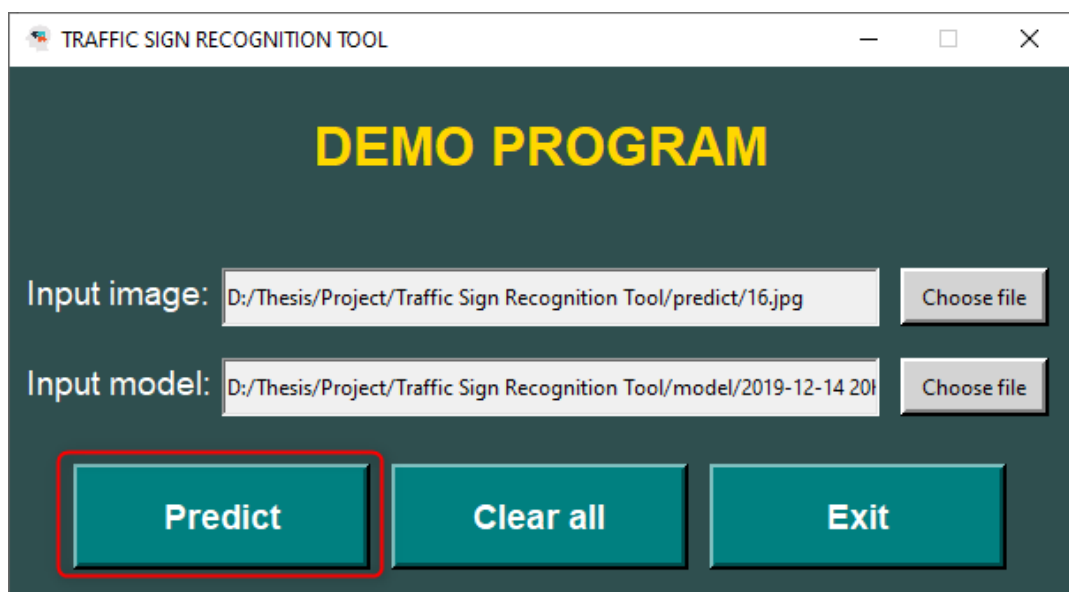 TRAFFIC SIGN RECOGNITION TOOL
DEMO PROGRAM
Input image: D:/Thesis/Project/Traffic Sign Recognition Tool/predict/16.jpg Choose file
Input model: D:/Thesis/Project/Traffic Sign Recognition Tool/model/2019-12-14 20 Choose file
Predict Clear all Exit